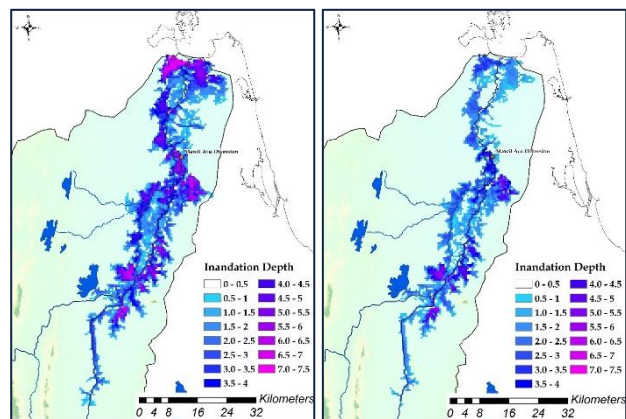 Mavil Aru Diversion
Inandation Depth
0 - 0.5
0.5 - 1
1.0 - 1.5
1.5 - 2
2.0 - 2.5
2.5 - 3
3.0 - 3.5
3.5 - 4
4.0 - 4.5
4.5 - 5
5.0 - 5.5
5.5 - 6
6.0 - 6.5
6.5 - 7
7.0 - 7.5
Kilometers
0 4 8 16 24 32
Mavil Aru Diversion
Inandation Depth
0 - 0.5
0.5 - 1
1.0 - 1.5
1.5 - 2
2.0 - 2.5
2.5 - 3
3.0 - 3.5
3.5 - 4
4.0 - 4.5
4.5 - 5
5.0 - 5.5
5.5 - 6
6.0 - 6.5
6.5 - 7
7.0 - 7.5
Kilometers
0 4 8 16 24 32